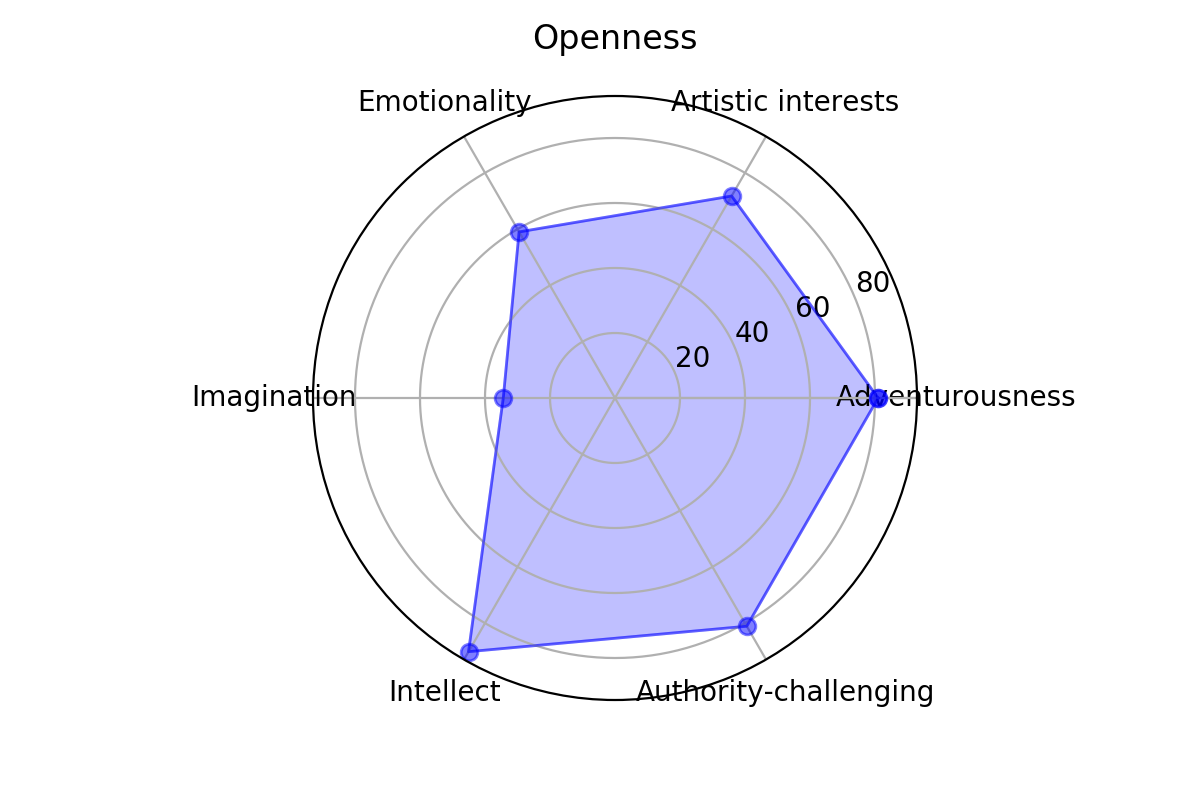 Openness
Emotionality
Artistic interests
80
60
40
20
Imagination
Adventurousness
Intellect
Authority-challenging